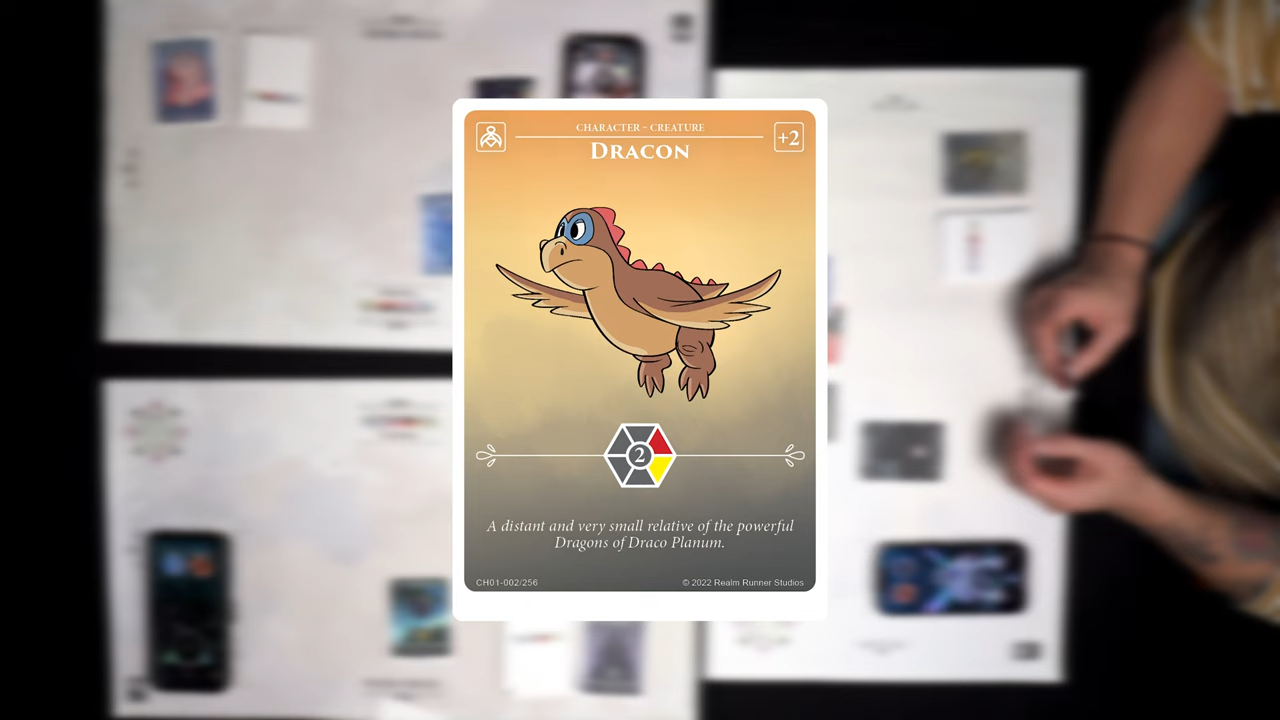 CHARACTER - CREATURE
DRACON
+2
2
A distant and very small relative of the powerful
Dragons of Draco Planum.
CH01-002/256
© 2022 Realm Runner Studios